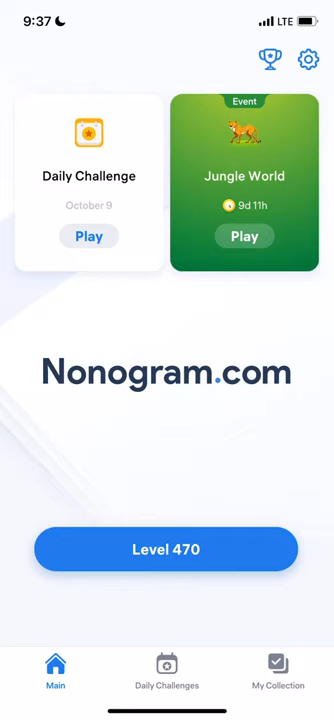 9:37
LTE
Event
Daily Challenge
October 9
Play
Jungle World
9d 11h
Play
Nonogram.com
Level 470
Main
Daily Challenges
My Collection